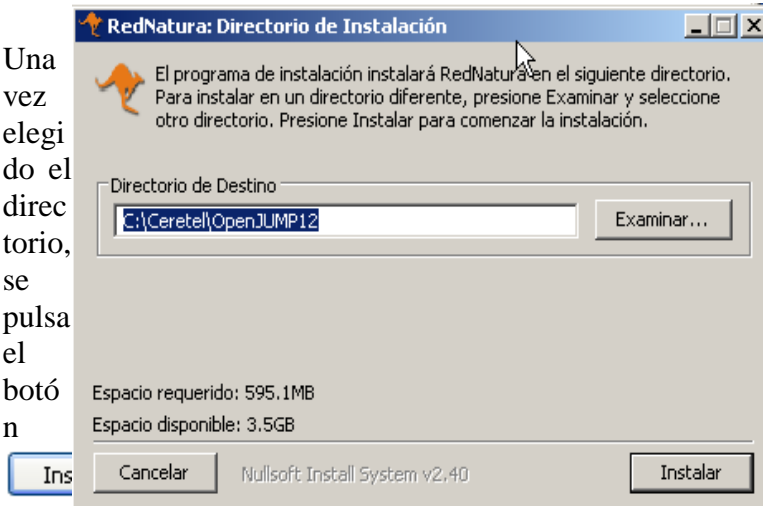 Una
vez
elegi
do el
direc
torio,
se
pulsa
el
botó
n
Ins
RedNatura: Directorio de Instalación
El programa de instalación instalará RedNatura en el siguiente directorio.
Para instalar en un directorio diferente, presione Examinar y seleccione
otro directorio. Presione Instalar para comenzar la instalación.
Directorio de Destino
C:\Ceretel\OpenJUMP12
Examinar...
Espacio requerido: 595.1MB
Espacio disponible: 3.5GB
Cancelar
Nullsoft Install System v2.40
Instalar